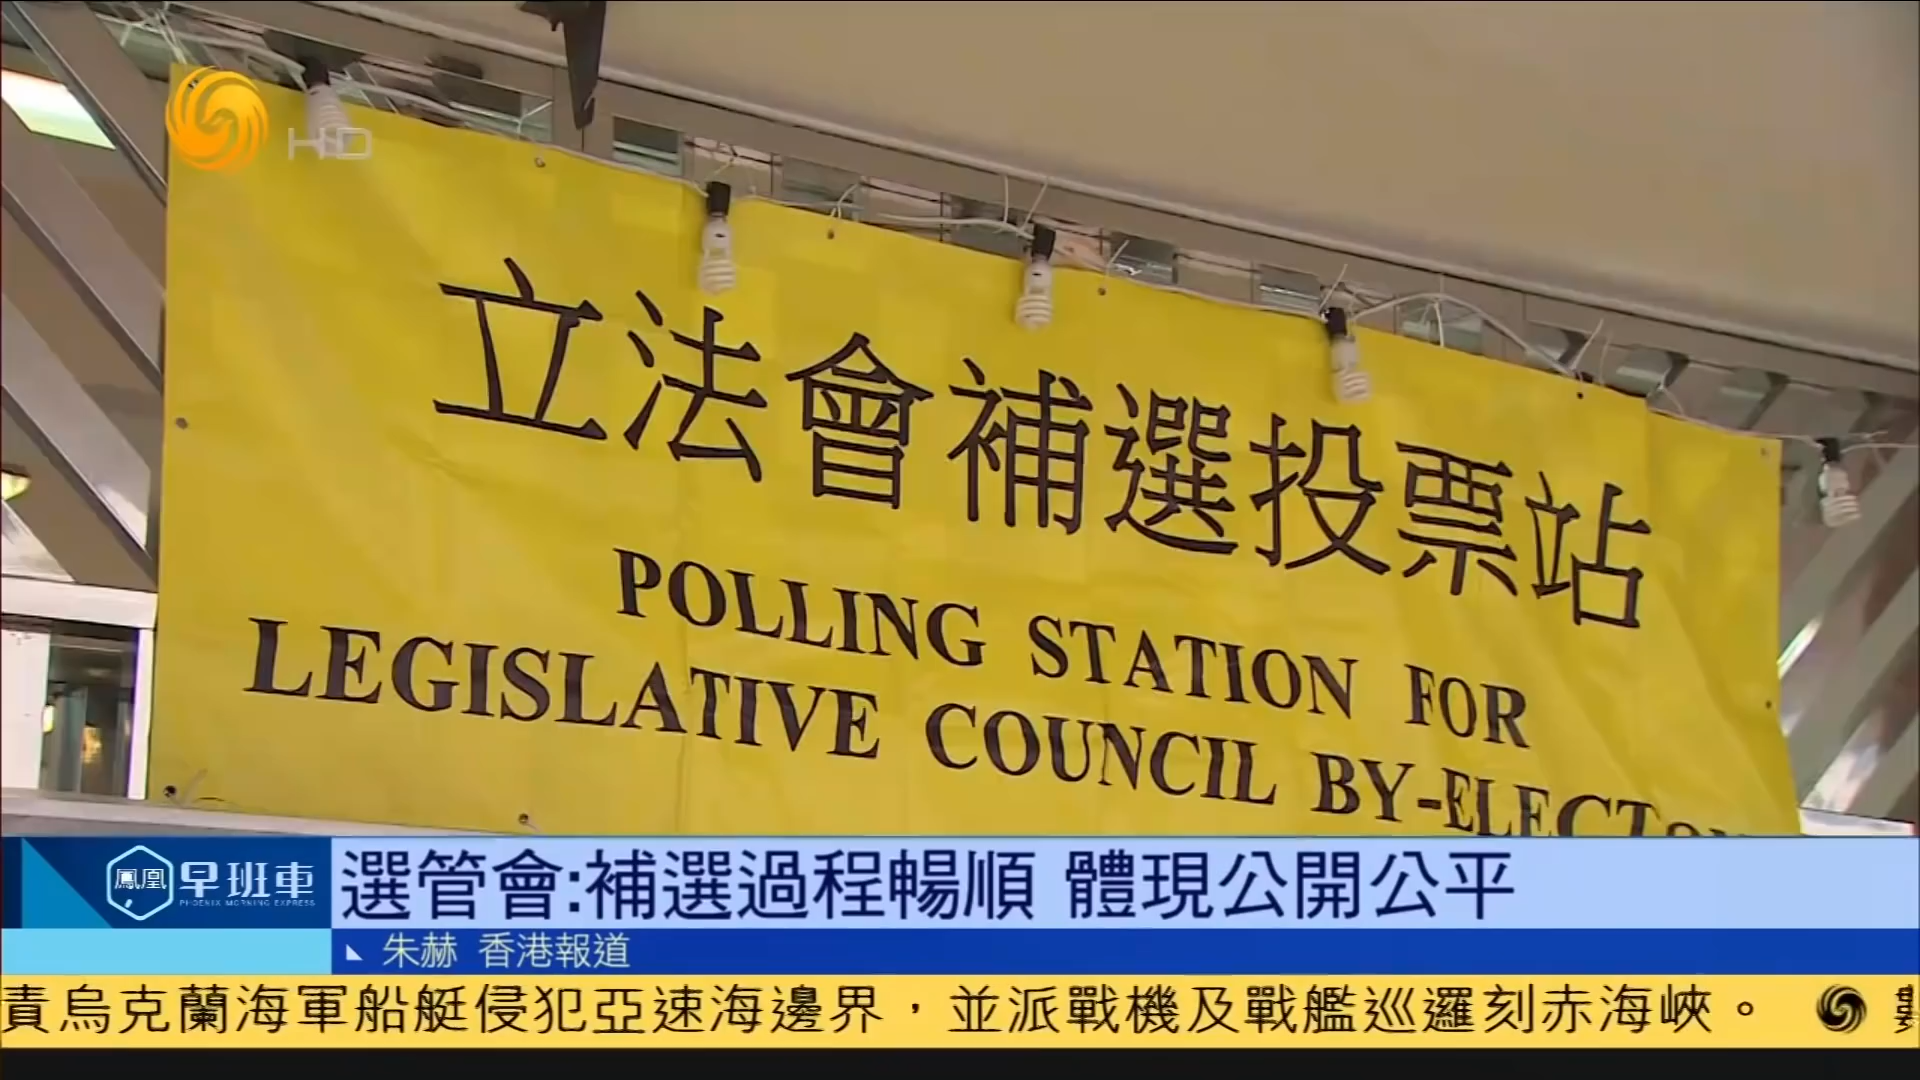 HD
立法會補選投票站
POLLING STATION FOR
LEGISLATIVE COUNCIL BY-ELECTION
鳳凰 早班車
PHOENIX MORNING EXPRESS
選管會:補選過程暢順 體現公開公平
朱赫 香港報道
責烏克蘭海軍船艇侵犯亞速海邊界，並派戰機及戰艦巡邏刻赤海峽。